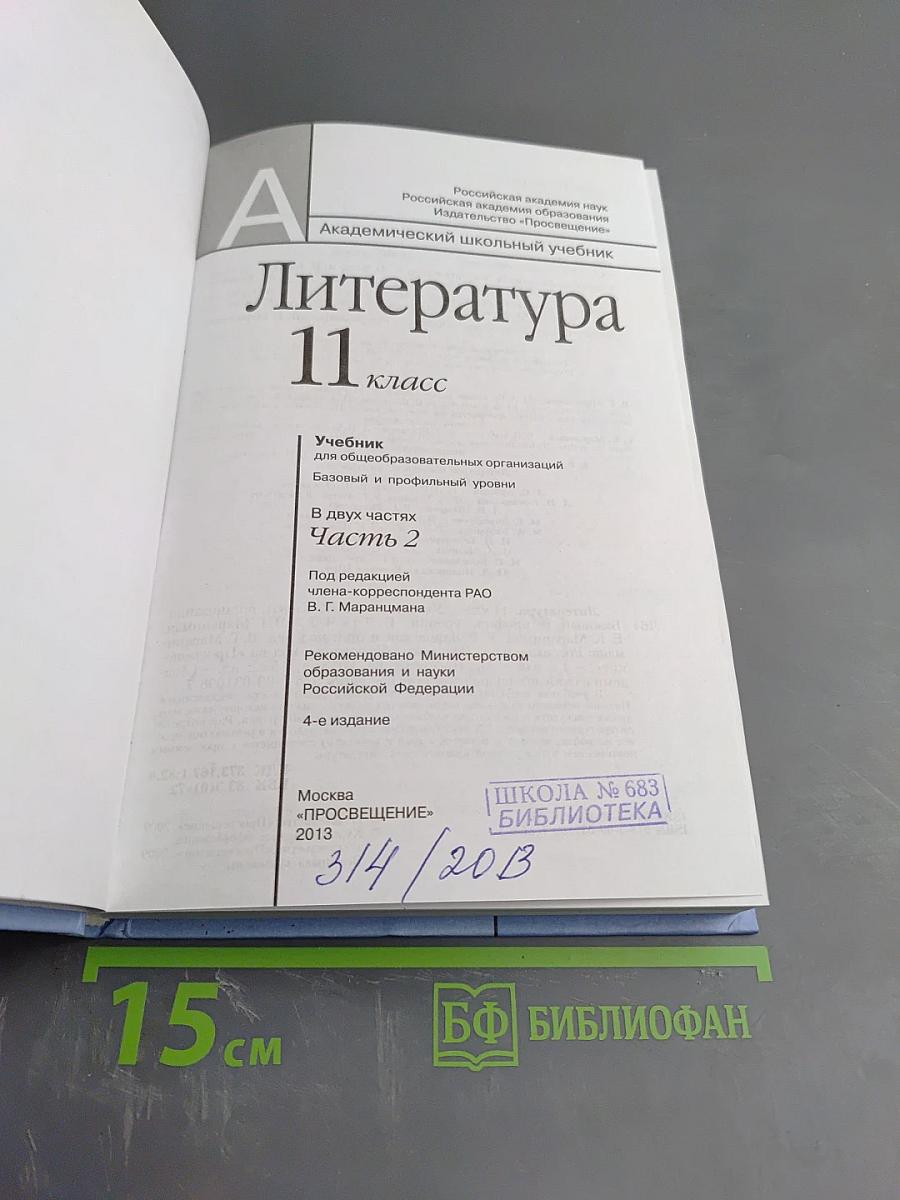 А
Российская академия наук
Российская академия образования
Издательство «Просвещение»
Академический школьный учебник
Литература
11 класс
Учебник
для общеобразовательных организаций
Базовый и профильный уровни
В двух частях
Часть 2
Под редакцией
члена-корреспондента РАО
В. Г. Маранцмана
Рекомендовано Министерством
образования и науки
Российской Федерации
4-е издание
Москва
«ПРОСВЕЩЕНИЕ»
2013
ШКОЛА № 683
БИБЛИОТЕКА
314/2013
15 см
БФ БИБЛИОФАН